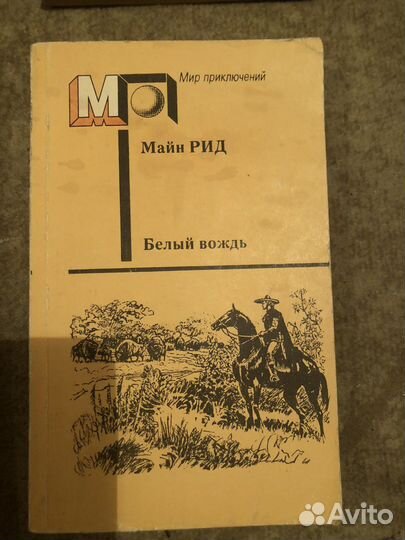 МП
Мир приключений
Майн РИД
Белый вождь
Avito